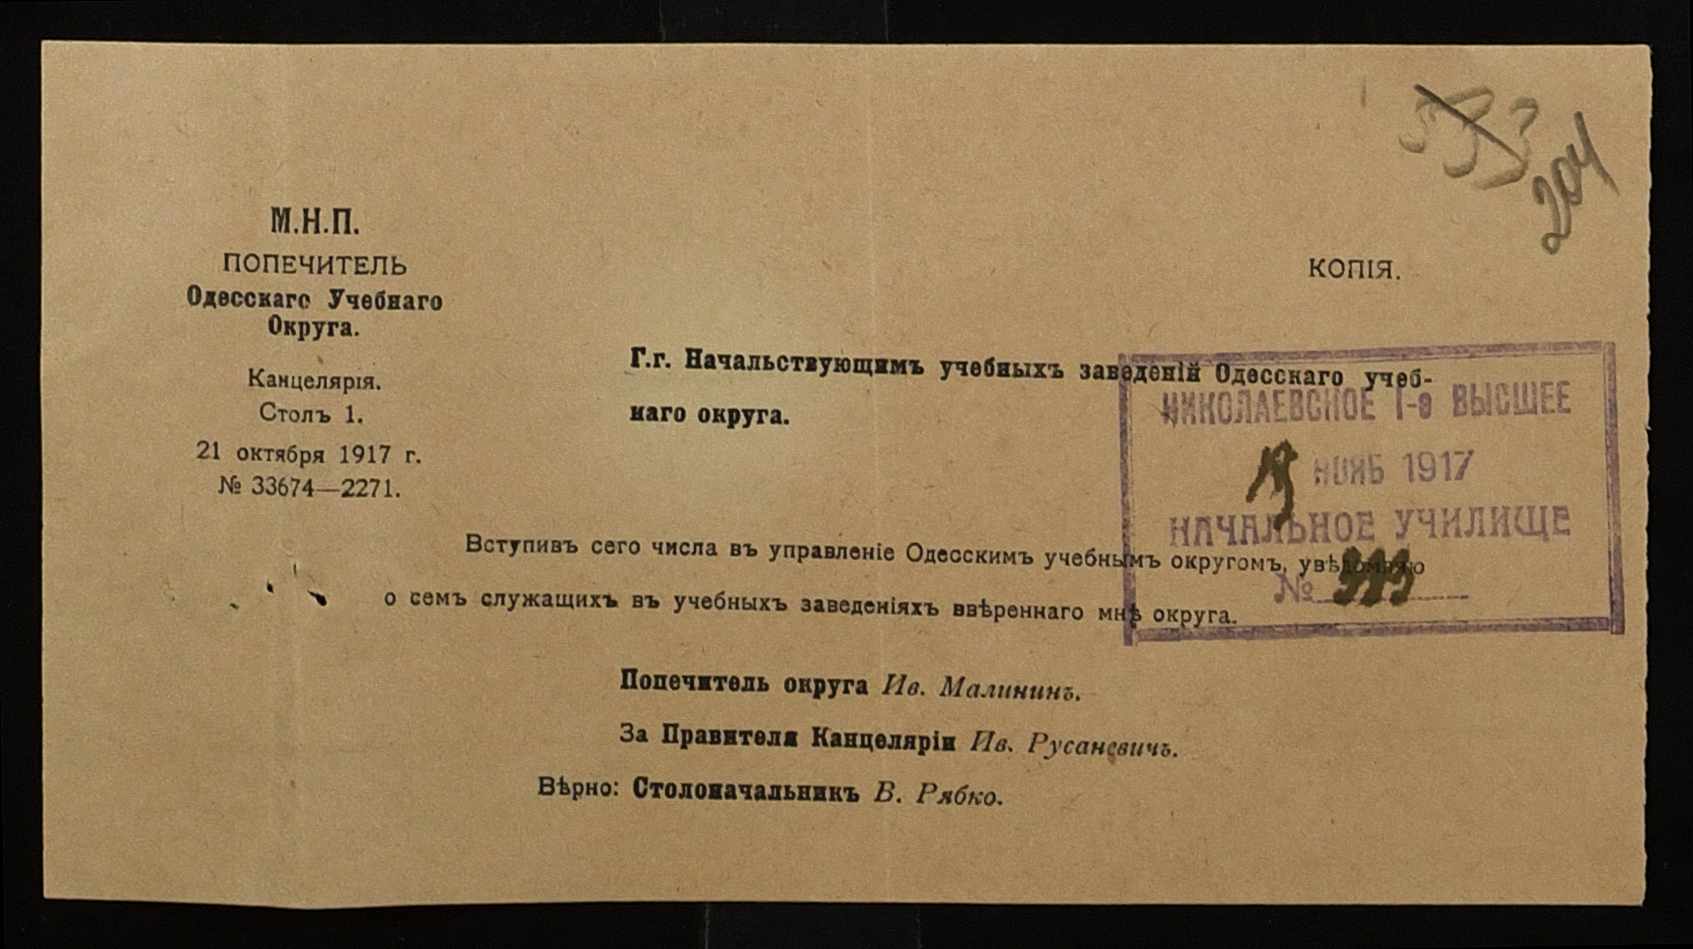 204
М.Н.П.
ПОПЕЧИТЕЛЬ
Одесскаго Учебнаго
Округа.
Канцелярія.
Столъ 1.
21 октября 1917 г.
№ 33674—2271.
КОПІЯ.
Г.г. Начальствующимъ учебныхъ заведеній Одесскаго учеб-
наго округа.
НИКОЛАЕВСКОЕ 1-е ВЫСШЕЕ
НОЯБ 1917
НАЧАЛЬНОЕ УЧИЛИЩЕ
№
Вступивъ сего числа въ управленіе Одесскимъ учебнымъ округомъ, увѣдомляю
о семъ служащихъ въ учебныхъ заведеніяхъ ввѣреннаго мнѣ округа.
Попечитель округа Ив. Малининъ.
За Правителя Канцеляріи Ив. Русаневичъ.
Вѣрно: Столоначальникъ В. Рябко.